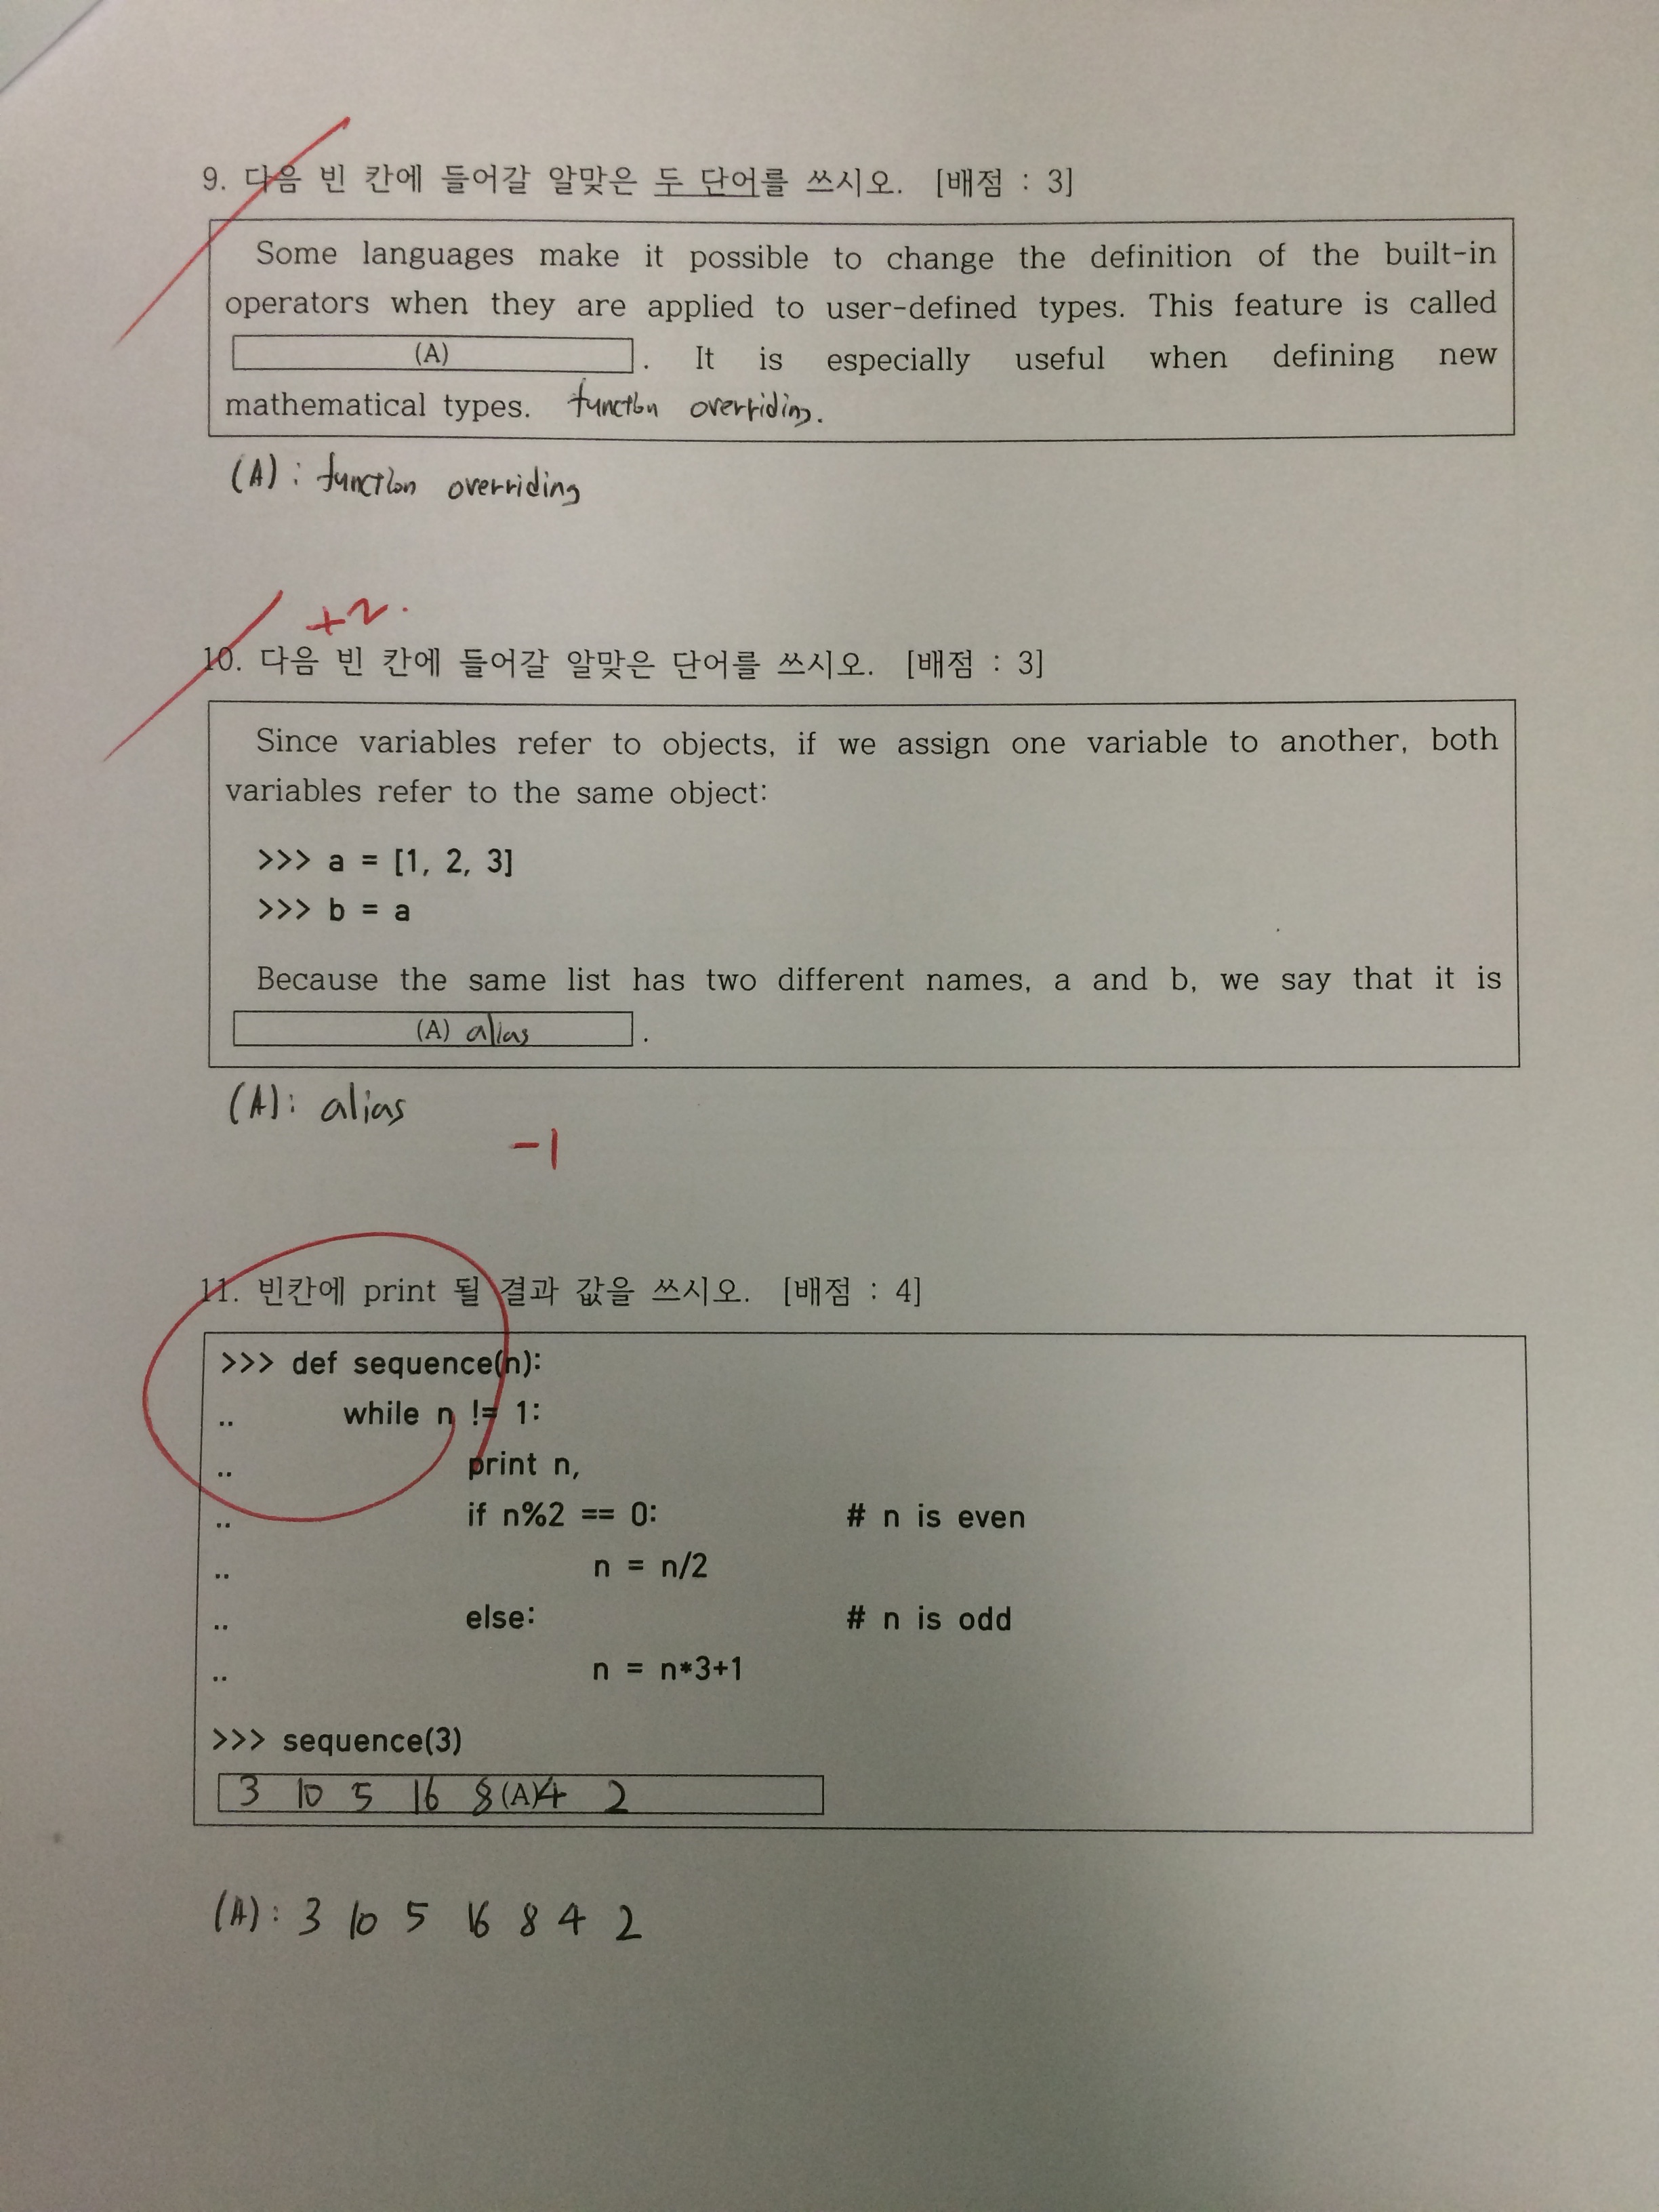 9. 다음 빈 칸에 들어갈 알맞은 두 단어를 쓰시오. [배점 : 3]
Some languages make it possible to change the definition of the built-in
operators when they are applied to user-defined types. This feature is called
(A) . It is especially useful when defining new
mathematical types. function overriding.
(A) : function overriding
+2.
10. 다음 빈 칸에 들어갈 알맞은 단어를 쓰시오. [배점 : 3]
Since variables refer to objects, if we assign one variable to another, both
variables refer to the same object:
>>> a = [1, 2, 3]
>>> b = a
Because the same list has two different names, a and b, we say that it is
(A) alias .
(A) : alias
-1
11. 빈칸에 print 될 결과 값을 쓰시오. [배점 : 4]
>>> def sequence(n):
.. while n != 1:
.. print n,
.. if n%2 == 0: # n is even
.. n = n/2
.. else: # n is odd
.. n = n*3+1
>>> sequence(3)
3 10 5 16 8 (A) 4 2
(A) : 3 10 5 16 8 4 2